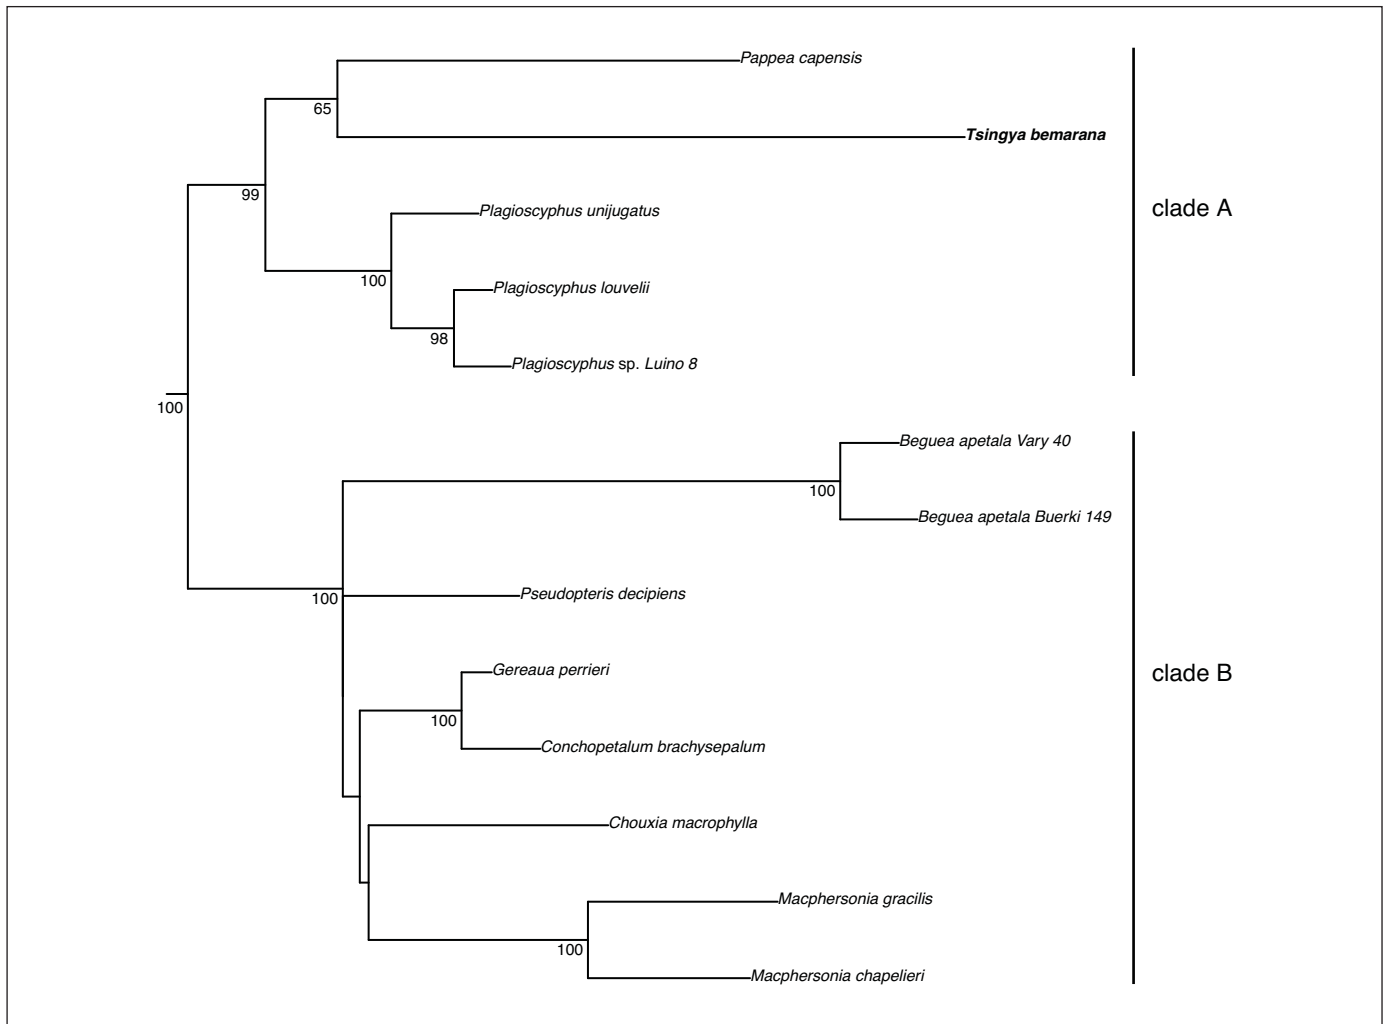 Pappea capensis
65
Tsingya bemarana
99
clade A
Plagioscyphus unijugatus
100
Plagioscyphus louvelii
98
Plagioscyphus sp. Luino 8
100
Beguea apetala Vary 40
100
Beguea apetala Buerki 149
100
Pseudopteris decipiens
Gereaua perrieri
clade B
100
Conchopetalum brachysepalum
Chouxia macrophylla
Macphersonia gracilis
100
Macphersonia chapelieri